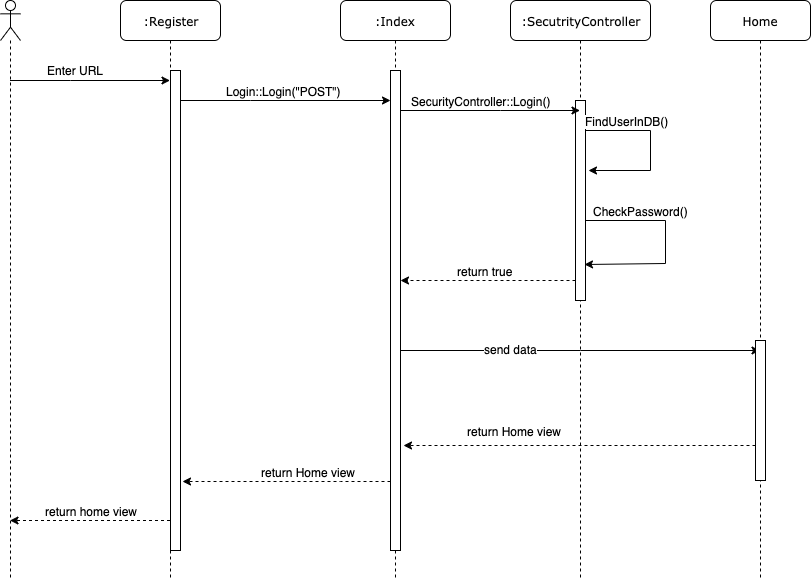 :Register
:Index
:SecutrityController
Home
Enter URL
Login::Login("POST")
SecurityController::Login()
FindUserInDB()
CheckPassword()
return true
send data
return Home view
return Home view
return home view